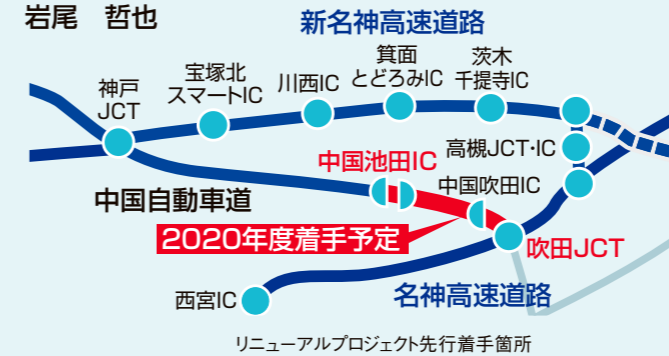 岩尾　哲也
新名神高速道路
神戸
JCT
宝塚北
スマートIC
川西IC
箕面
とどろみIC
茨木
千提寺IC
高槻JCT・IC
中国池田IC
中国吹田IC
中国自動車道
2020年度着手予定
吹田JCT
西宮IC
名神高速道路
リニューアルプロジェクト先行着手箇所